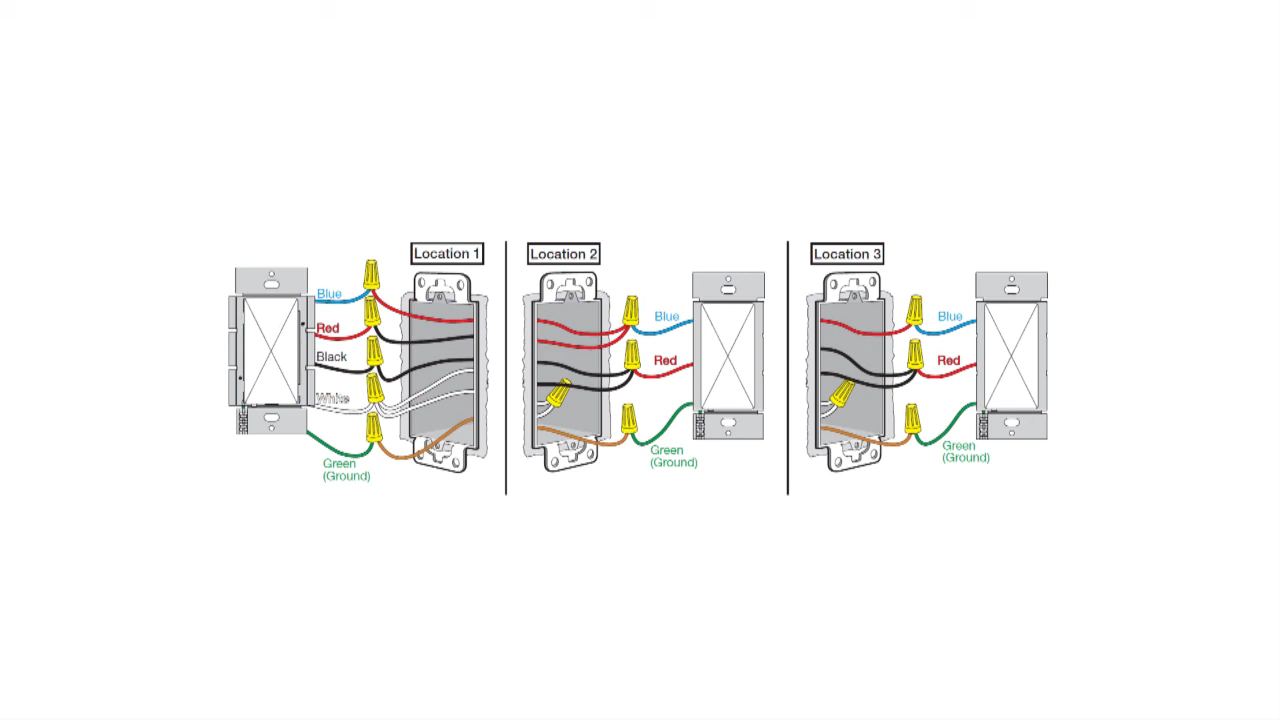 Location 1
Blue
Red
Black
White
Green
(Ground)
Location 2
Blue
Red
Green
(Ground)
Location 3
Blue
Red
Green
(Ground)